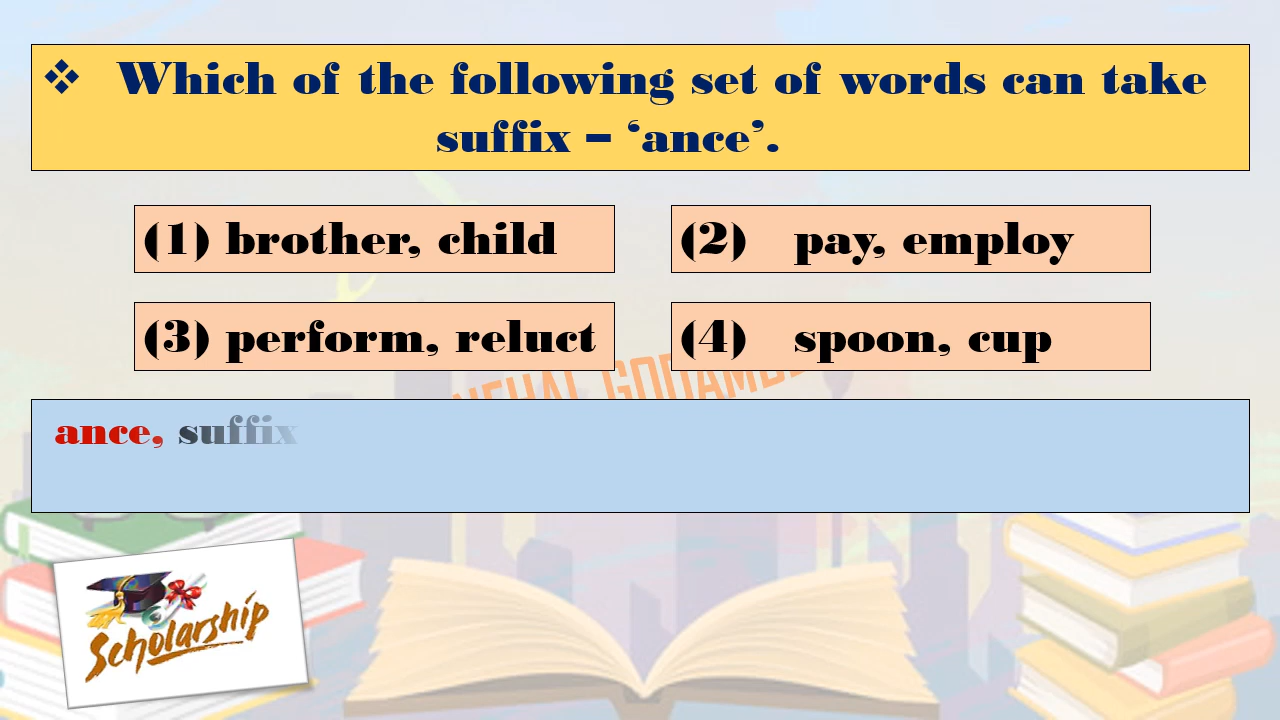 ❖ Which of the following set of words can take
suffix – ‘ance’.
(1) brother, child
(2) pay, employ
(3) perform, reluct
(4) spoon, cup
ance, suffix
Scholarship